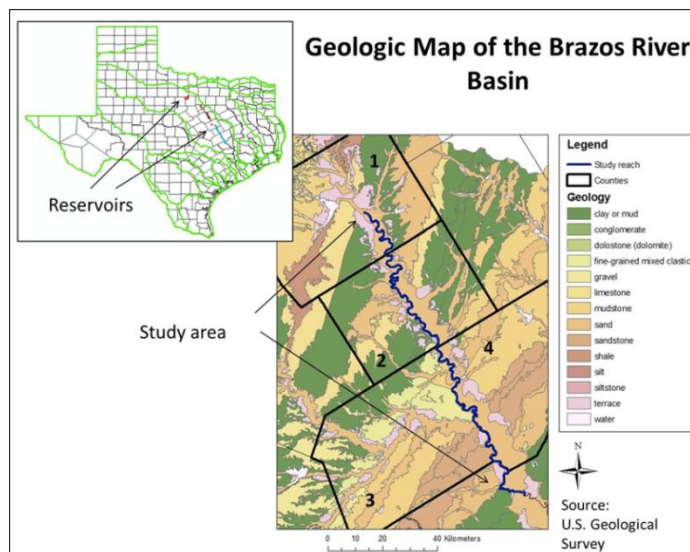 Geologic Map of the Brazos River
Basin
Reservoirs
Study area
1
2
4
3
Legend
Study reach
Counties
Geology
clay or mud
conglomerate
dolostone (dolomite)
fine-grained mixed clastic
gravel
limestone
mudstone
sand
sandstone
shale
silt
siltstone
terrace
water
N
Source:
U.S. Geological
Survey
0 5 10 20 30 40 Kilometers